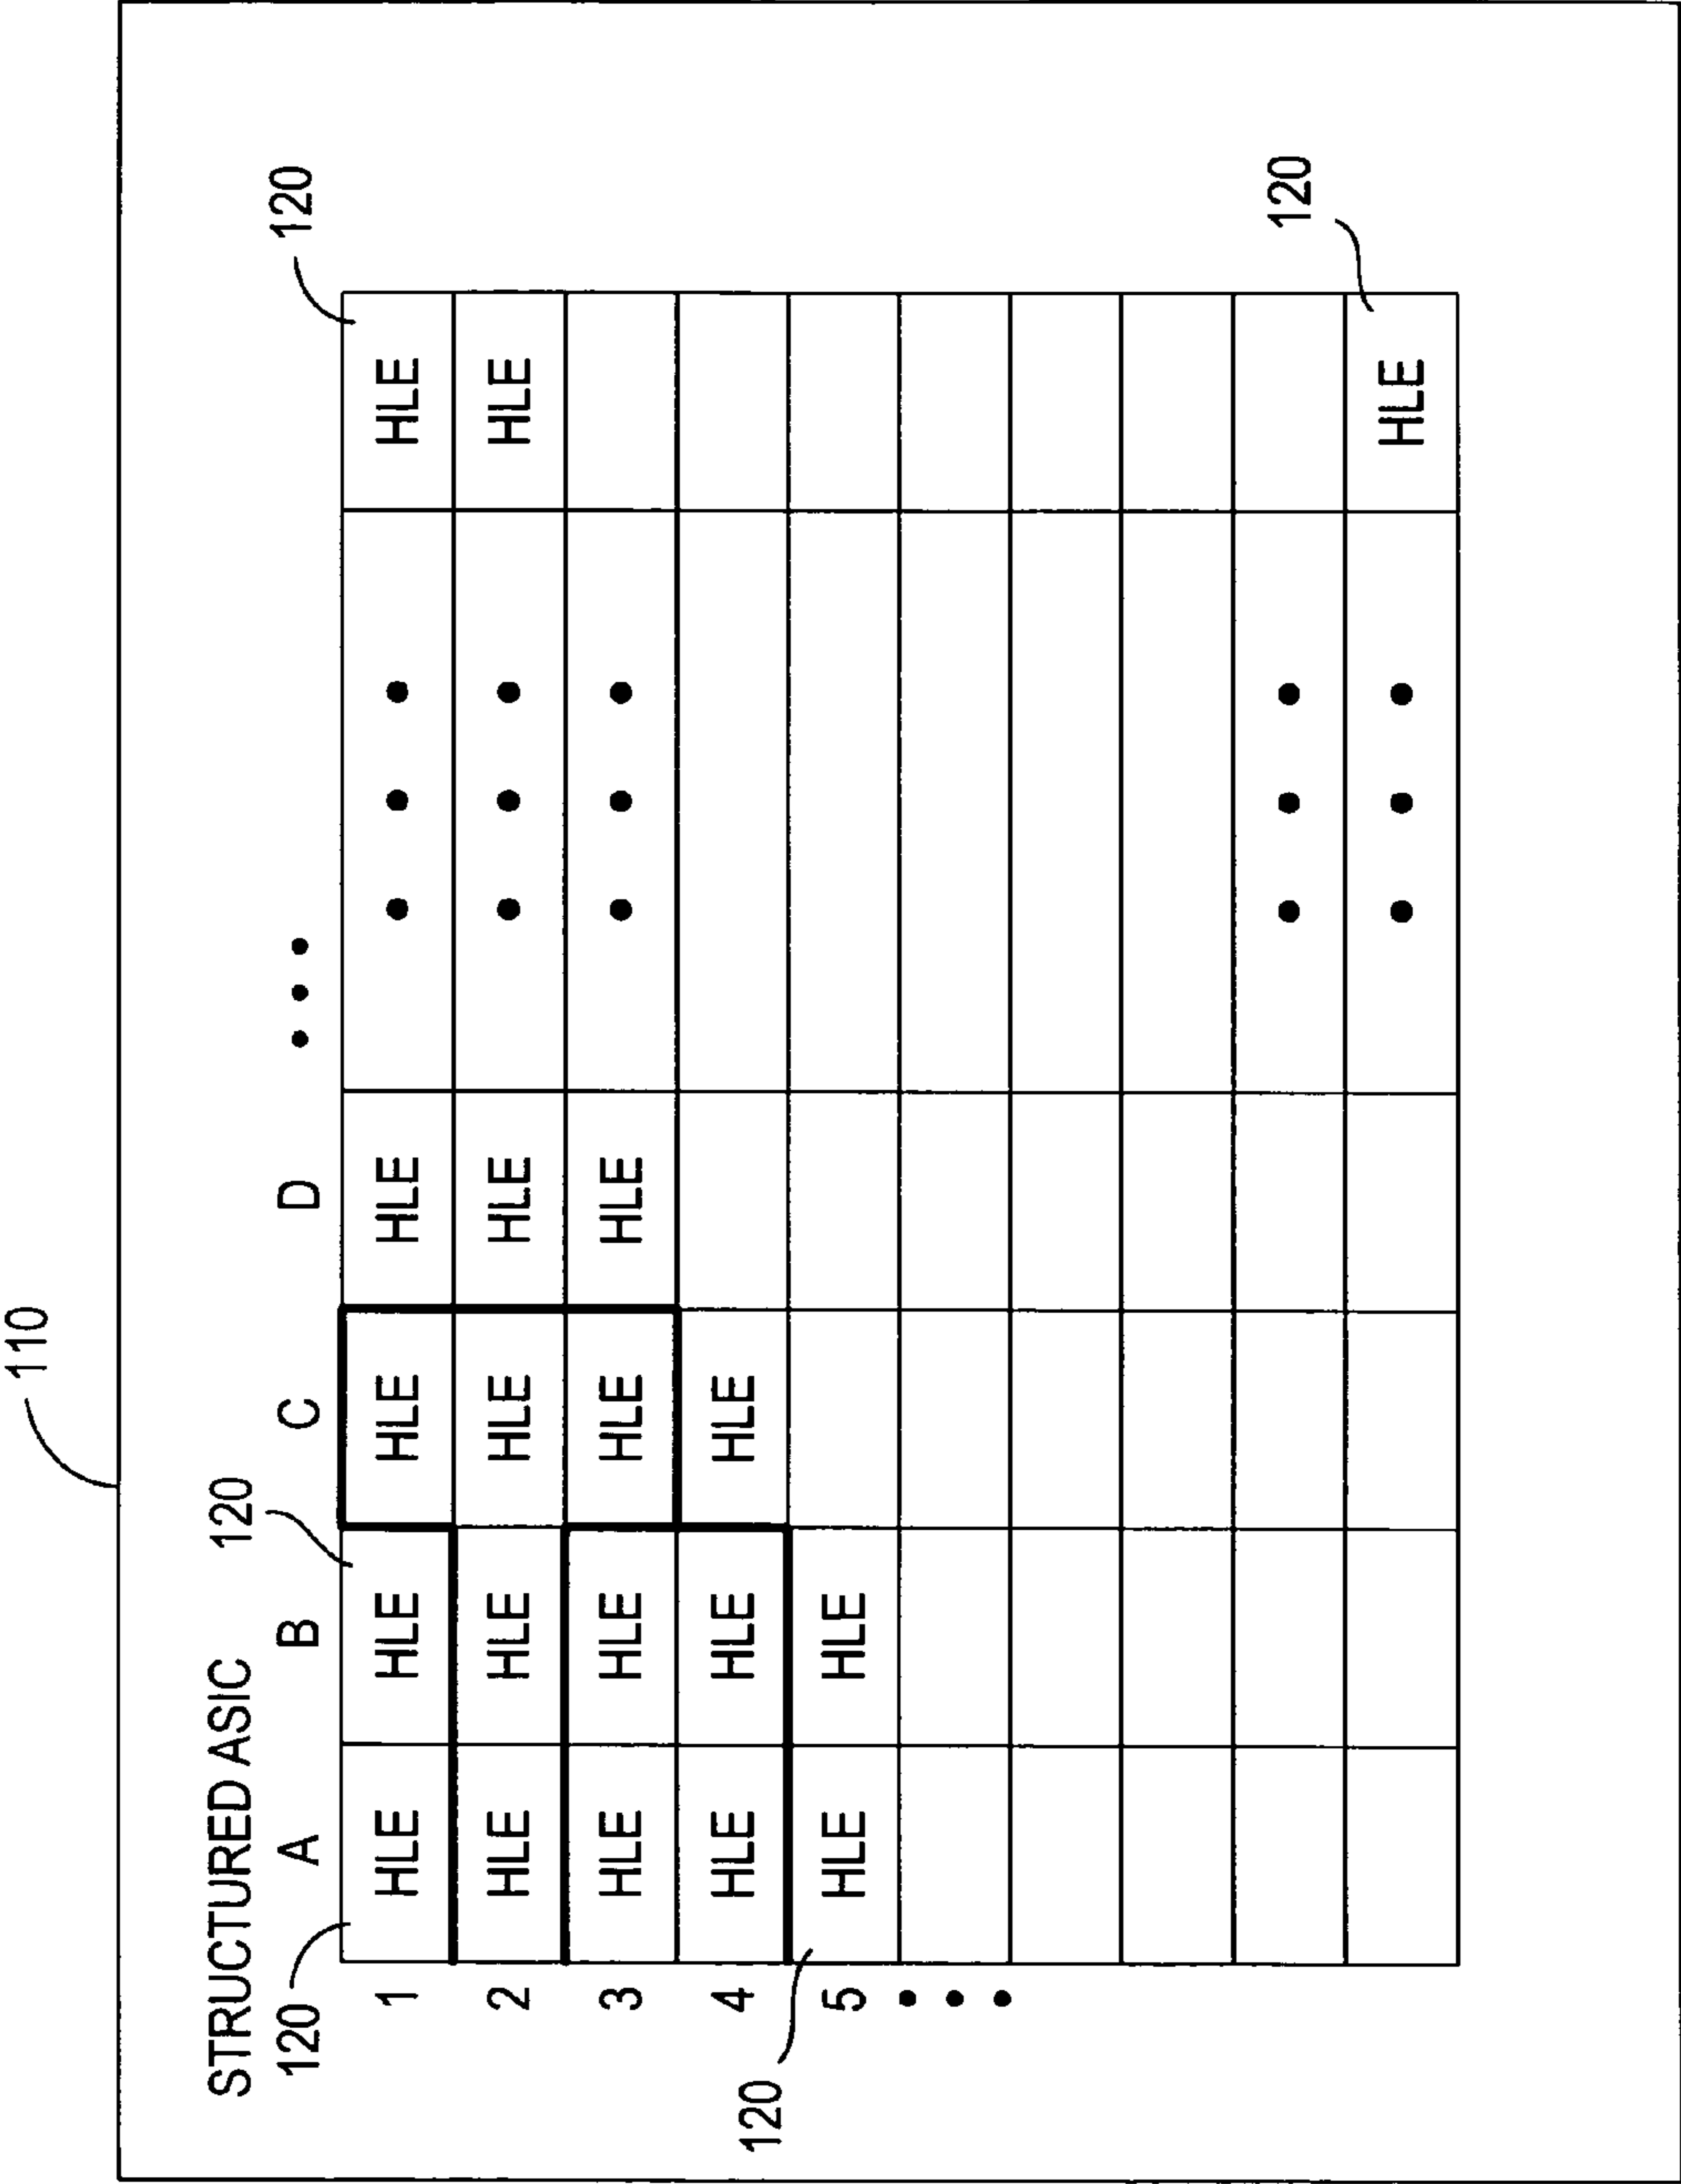 110
STRUCTURED ASIC 120
120 A B C D • • • 120
1 HLE HLE HLE HLE • • • HLE
2 HLE HLE HLE HLE • • • HLE
3 HLE HLE HLE HLE • • •
4 HLE HLE HLE
120
5 HLE HLE
• • • 120
• • • HLE